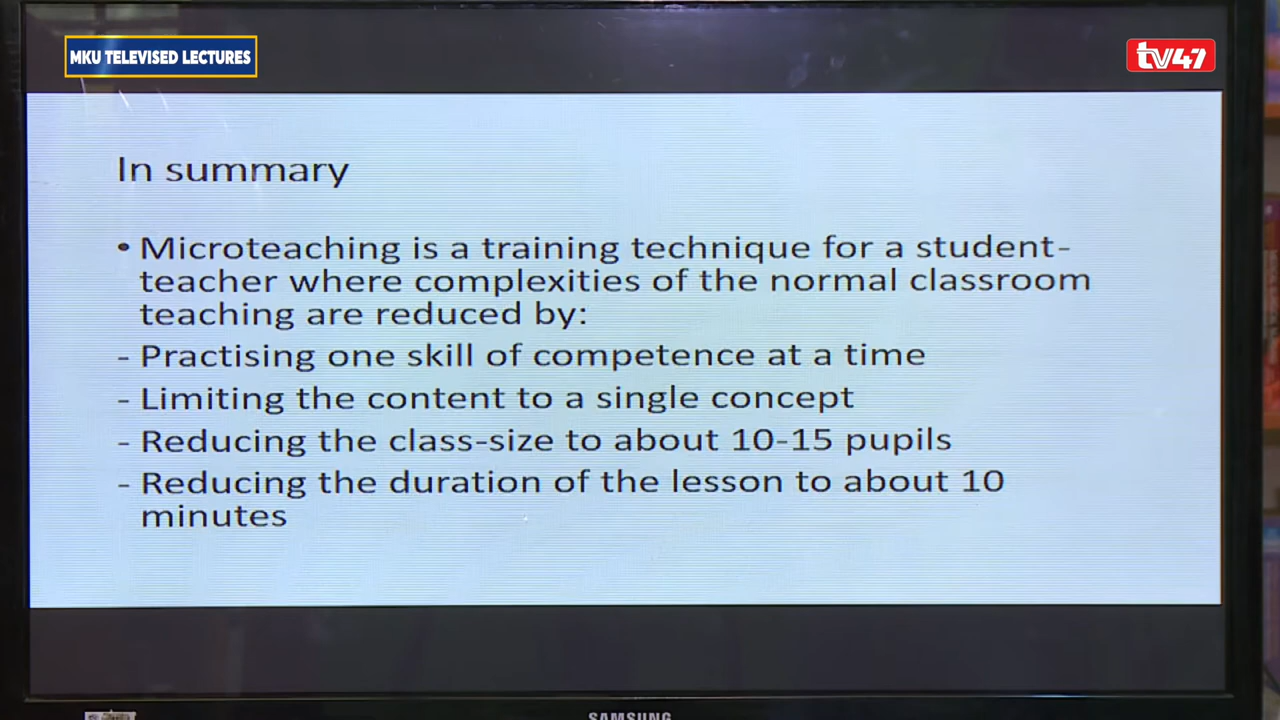 MKU TELEVISED LECTURES
tv47
In summary
• Microteaching is a training technique for a student-
teacher where complexities of the normal classroom
teaching are reduced by:
- Practising one skill of competence at a time
- Limiting the content to a single concept
- Reducing the class-size to about 10-15 pupils
- Reducing the duration of the lesson to about 10
minutes
SAMSUNG